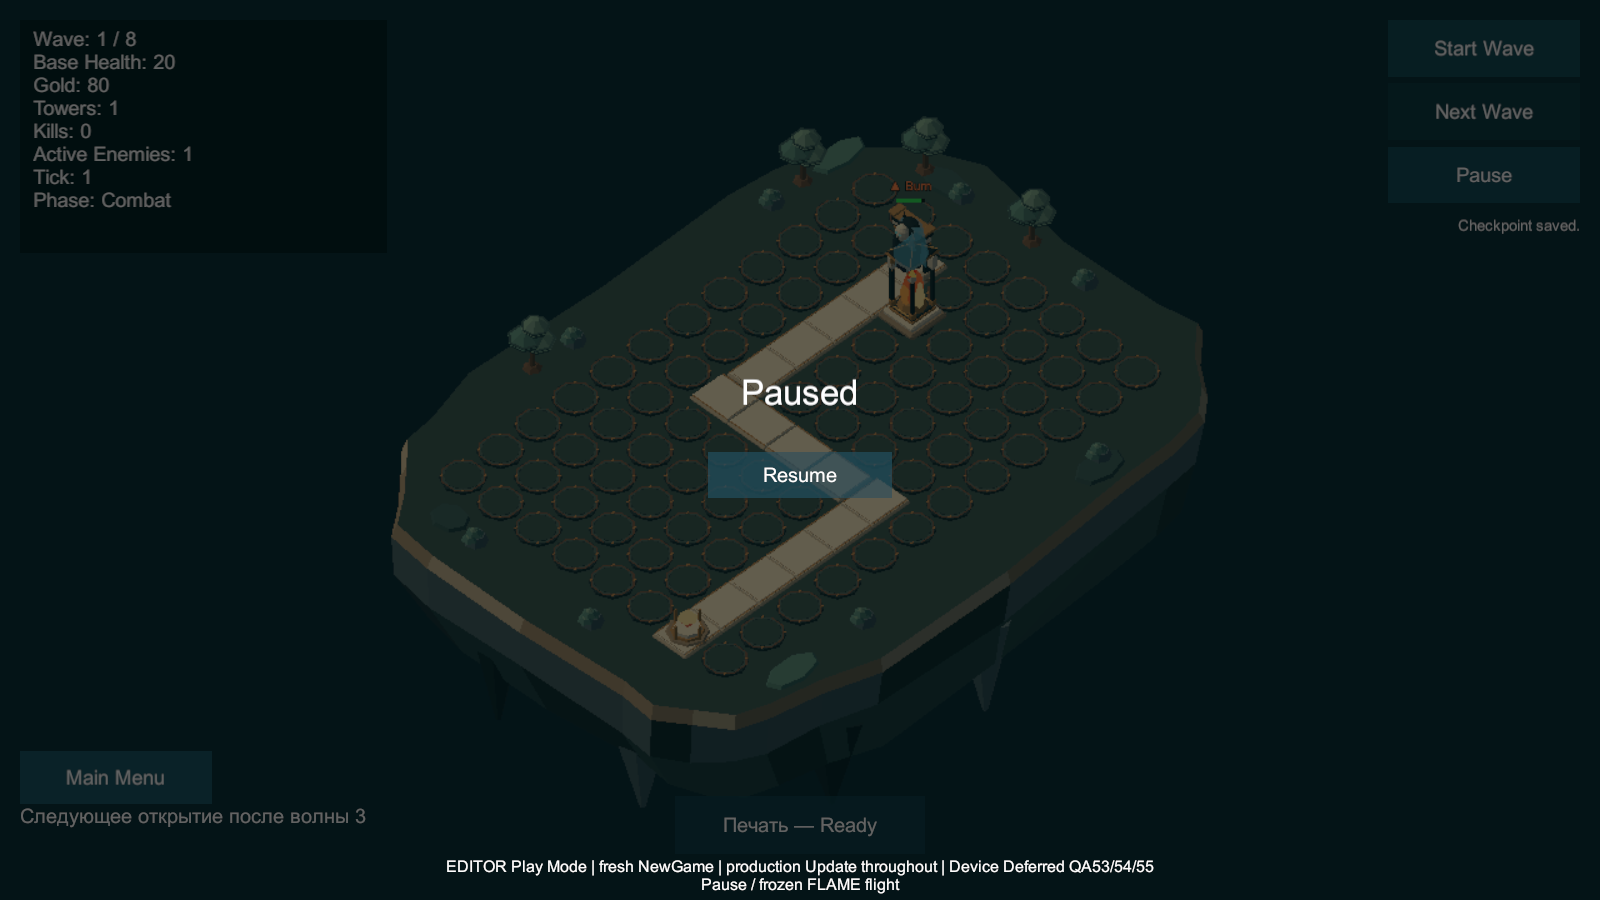 Wave: 1 / 8
Base Health: 20
Gold: 80
Towers: 1
Kills: 0
Active Enemies: 1
Tick: 1
Phase: Combat
Start Wave
Next Wave
Pause
Checkpoint saved.
▲ Burn
Paused
Resume
Main Menu
Следующее открытие после волны 3
Печать — Ready
EDITOR Play Mode | fresh NewGame | production Update throughout | Device Deferred QA53/54/55
Pause / frozen FLAME flight